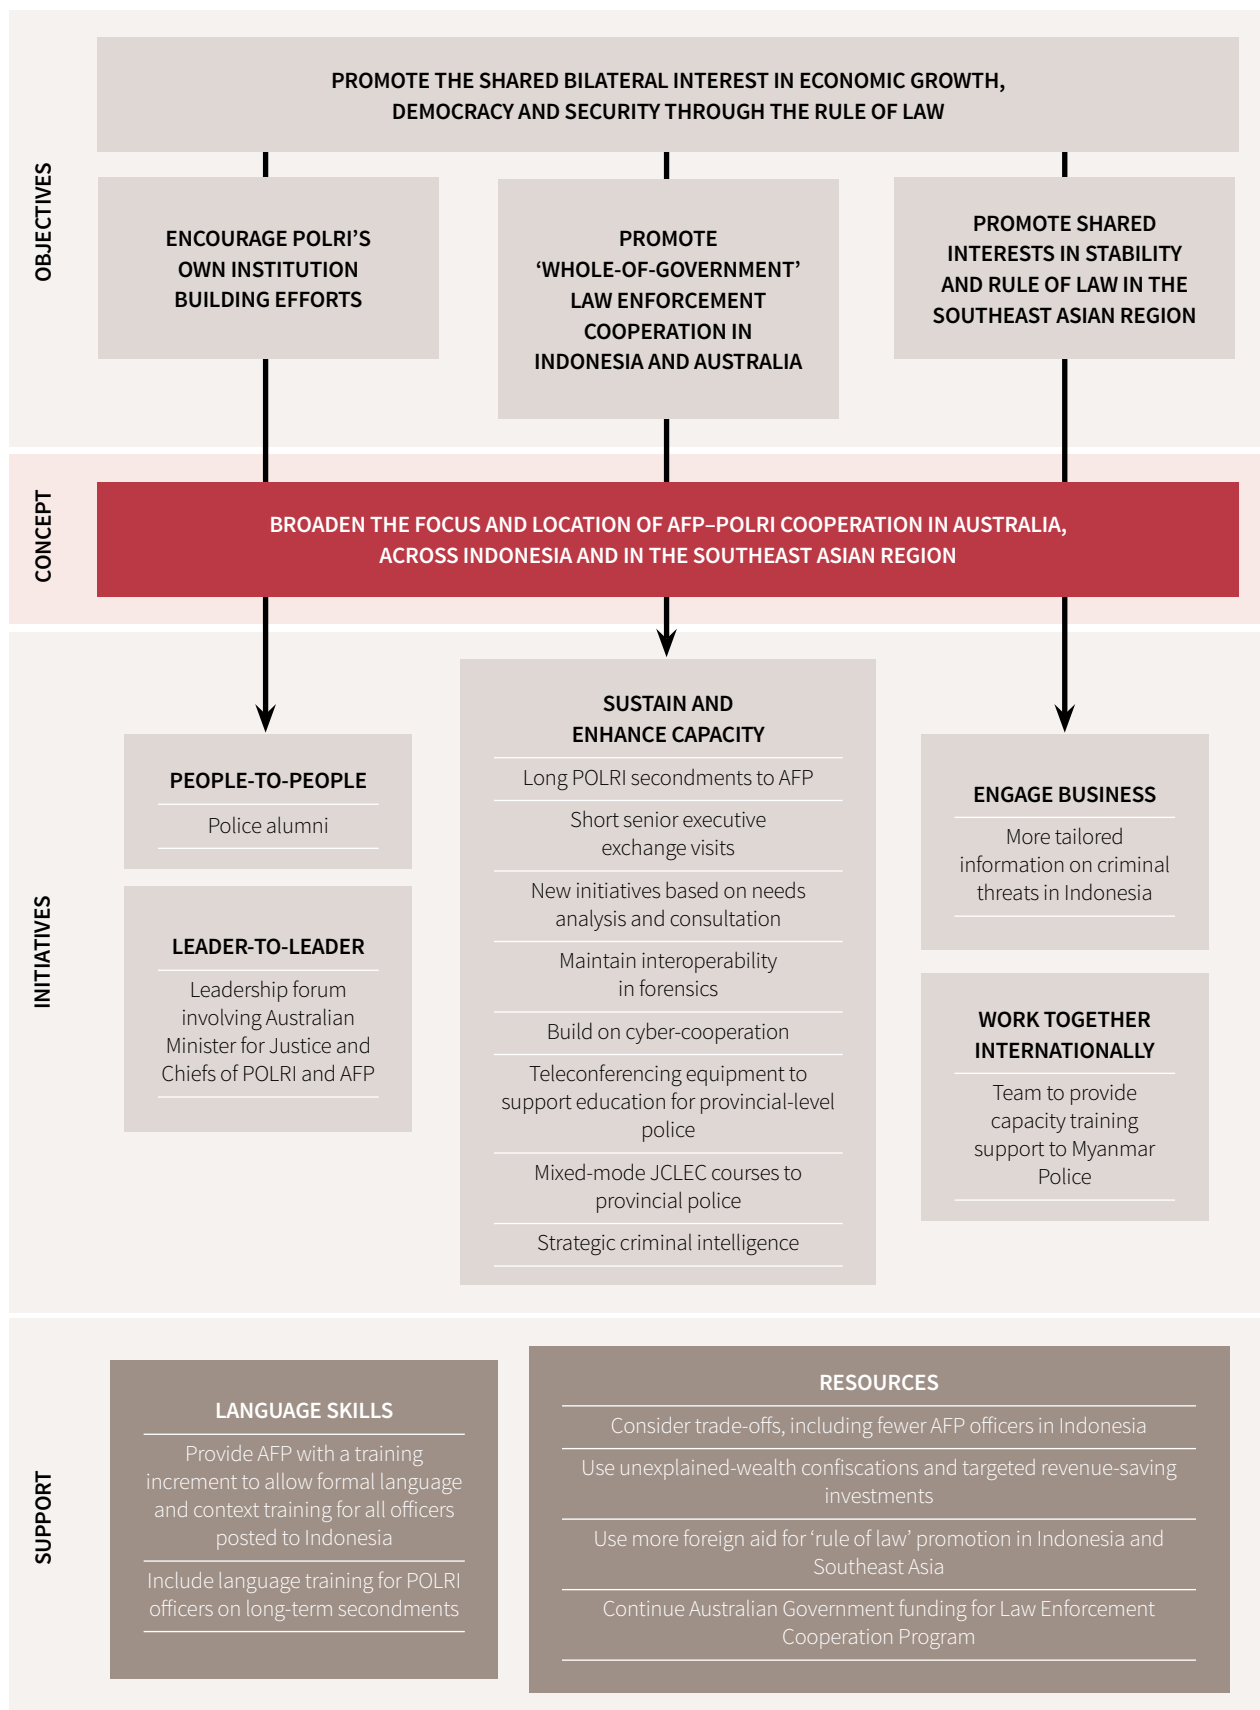 OBJECTIVES
PROMOTE THE SHARED BILATERAL INTEREST IN ECONOMIC GROWTH,
DEMOCRACY AND SECURITY THROUGH THE RULE OF LAW
ENCOURAGE POLRI’S
OWN INSTITUTION
BUILDING EFFORTS
PROMOTE
‘WHOLE-OF-GOVERNMENT’
LAW ENFORCEMENT
COOPERATION IN
INDONESIA AND AUSTRALIA
PROMOTE SHARED
INTERESTS IN STABILITY
AND RULE OF LAW IN THE
SOUTHEAST ASIAN REGION
CONCEPT
BROADEN THE FOCUS AND LOCATION OF AFP–POLRI COOPERATION IN AUSTRALIA,
ACROSS INDONESIA AND IN THE SOUTHEAST ASIAN REGION
INITIATIVES
PEOPLE-TO-PEOPLE
Police alumni
LEADER-TO-LEADER
Leadership forum
involving Australian
Minister for Justice and
Chiefs of POLRI and AFP
SUSTAIN AND
ENHANCE CAPACITY
Long POLRI secondments to AFP
Short senior executive
exchange visits
New initiatives based on needs
analysis and consultation
Maintain interoperability
in forensics
Build on cyber-cooperation
Teleconferencing equipment to
support education for provincial-level
police
Mixed-mode JCLEC courses to
provincial police
Strategic criminal intelligence
ENGAGE BUSINESS
More tailored
information on criminal
threats in Indonesia
WORK TOGETHER
INTERNATIONALLY
Team to provide
capacity training
support to Myanmar
Police
SUPPORT
LANGUAGE SKILLS
Provide AFP with a training
increment to allow formal language
and context training for all officers
posted to Indonesia
Include language training for POLRI
officers on long-term secondments
RESOURCES
Consider trade-offs, including fewer AFP officers in Indonesia
Use unexplained-wealth confiscations and targeted revenue-saving
investments
Use more foreign aid for ‘rule of law’ promotion in Indonesia and
Southeast Asia
Continue Australian Government funding for Law Enforcement
Cooperation Program